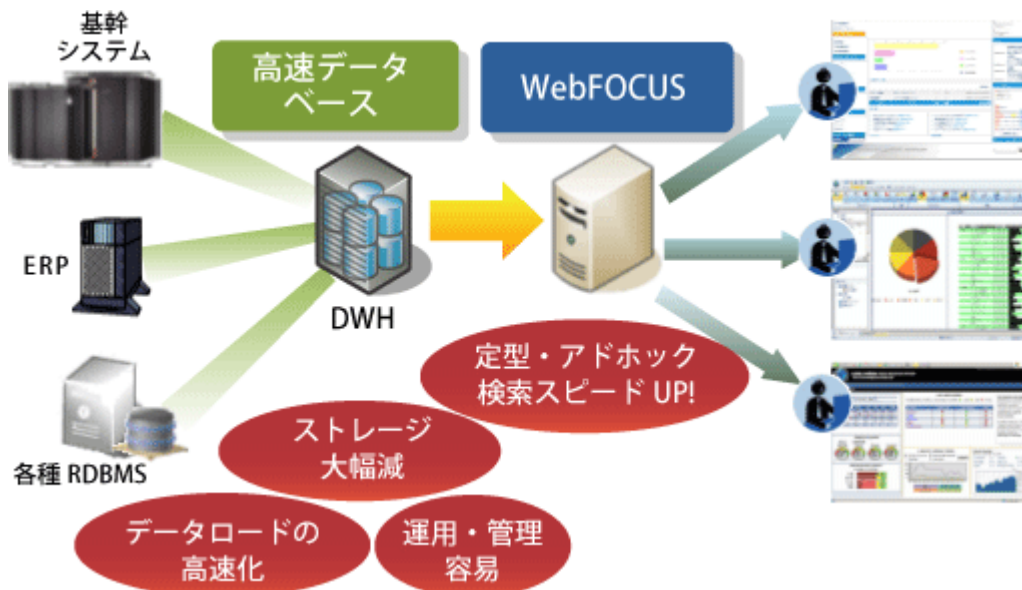 基幹
システム
高速データ
ベース
WebFOCUS
ERP
DWH
各種 RDBMS
定型・アドホック
検索スピード UP!
ストレージ
大幅減
データロードの
高速化
運用・管理
容易